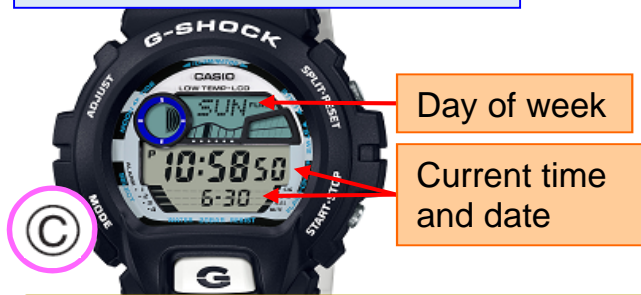 G-SHOCK
ADJUST
SPLIT·RESET
CASIO
LOW TEMP-LCD
SUN
P
10:58 50
6-30
MODE
START·STOP
G
©
Day of week
Current time
and date